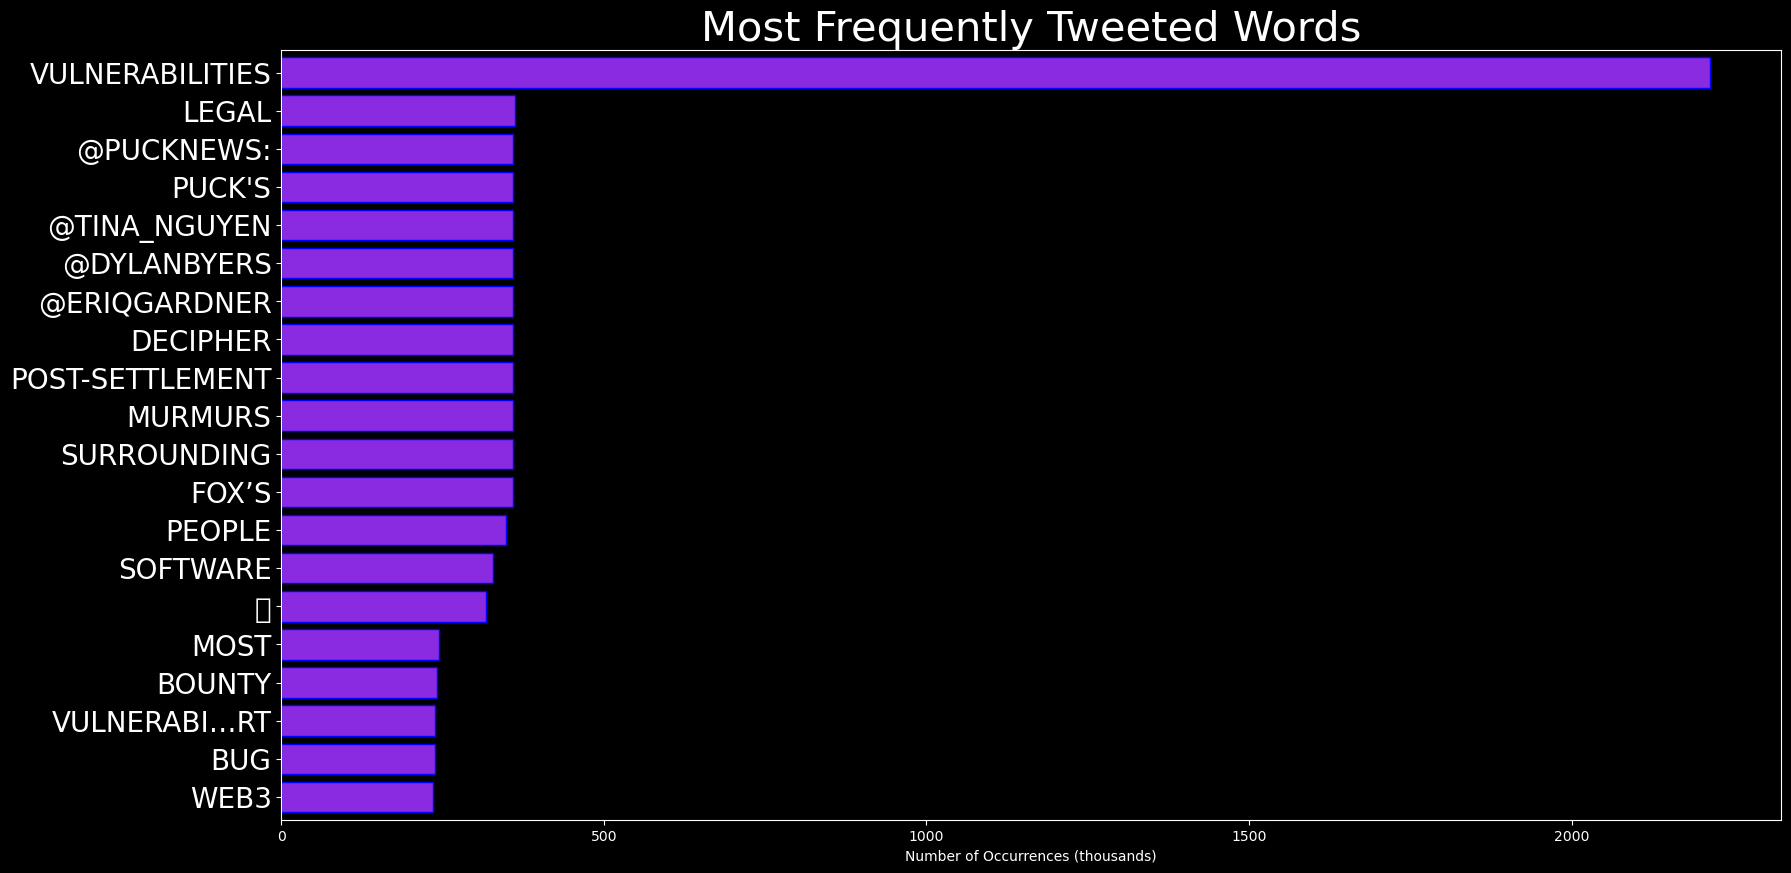 Most Frequently Tweeted Words
VULNERABILITIES
LEGAL
@PUCKNEWS:
PUCK'S
@TINA_NGUYEN
@DYLANBYERS
@ERIQGARDNER
DECIPHER
POST-SETTLEMENT
MURMURS
SURROUNDING
FOX’S
PEOPLE
SOFTWARE
MOST
BOUNTY
VULNERABI…RT
BUG
WEB3
0 500 1000 1500 2000
Number of Occurrences (thousands)